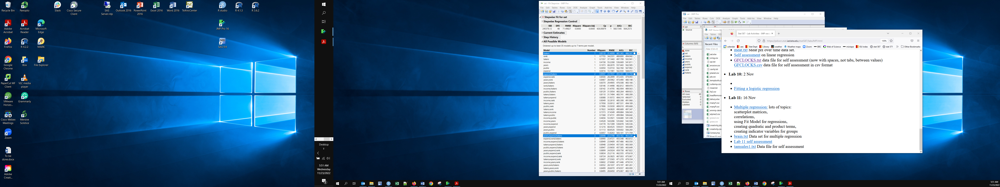 Recycle Bin
Panopto
Slack
Cisco Secure
Client
SAS
Server.rdp
Outlook 2016
PowerPoint
2016
Excel 2016
Word 2016
TeXnicCenter
R studio
R 4.1.3
R 3.6.2
Adobe
Acrobat
Acrobat
Reader
Microsoft
Edge
JMP Pro 16
Firefox
R 4.2.2
MARK
SAS 9.4
Google
Chrome
Box
File Explorer
PaperCut MF
Client
VLC media
player
VMware
Horizo...
Grammarly
Cisco Webex
Meetings
Mersive
Solstice
Zoom
To be
done.docx
Adobe
Creati...
Desktop
5:51 AM
Wednesday
11/23/2022
sat - Fit Stepwise - JMP Pro
File Edit Tables Rows Cols DOE Analyze Graph Tools Add-Ins View Window Help
Stepwise Fit for sat
Stepwise Regression Control
SSE DFE RMSE RSquare RSquare Adj Cp p AICc BIC
245376.12 48 71.49827 0.0000 0.0000 426.00879 1 560.7345 564.2573
Current Estimates
Step History
All Possible Models
Ordered up to best 35 models up to 7 terms per model.
Model Number RSquare RMSE AICc BIC
ltakers 1 0.8110 31.4099 481.365 486.507
rank 1 0.7755 34.2331 489.800 494.942
takers 1 0.7357 37.1443 497.799 502.941
income 1 0.4158 55.2268 536.669 541.811
years 1 0.1073 68.2670 557.443 562.585
public 1 0.0050 72.0733 562.760 567.902
expend 1 0.0016 72.1981 562.930 568.072
expend,ltakers 2 0.8947 23.7037 455.101 461.759
expend,rank 2 0.8500 28.2899 472.435 479.093
years,rank 2 0.8467 28.5962 473.490 480.148
years,ltakers 2 0.8370 29.4905 476.508 483.166
rank,ltakers 2 0.8146 31.4498 482.812 489.470
income,ltakers 2 0.8142 31.4795 482.904 489.563
public,ltakers 2 0.8129 31.5954 483.264 489.923
takers,ltakers 2 0.8110 31.7494 483.741 490.399
takers,expend 2 0.8088 31.9372 484.319 490.977
income,rank 2 0.8049 32.2610 485.308 491.966
takers,years 2 0.7958 33.0012 487.531 494.189
public,rank 2 0.7896 33.5030 489.010 495.668
takers,rank 2 0.7822 34.0820 490.689 497.347
takers,income 2 0.7373 37.4349 499.884 506.543
takers,public 2 0.7368 37.4731 499.984 506.642
income,public 2 0.4656 53.3921 534.680 541.338
income,years 2 0.4528 54.0286 535.842 542.500
income,expend 2 0.4178 55.7289 538.878 545.536
years,expend 2 0.1216 68.4525 559.031 565.689
years,public 2 0.1113 68.8526 559.602 566.260
public,expend 2 0.0057 72.8263 565.101 571.759
years,expend,ltakers 3 0.8998 23.3798 455.162 463.226
expend,rank,ltakers 3 0.8990 23.4721 455.548 463.612
income,expend,ltakers 3 0.8949 23.9409 457.486 465.550
takers,expend,ltakers 3 0.8948 23.9454 457.505 465.569
public,expend,ltakers 3 0.8947 23.9650 457.585 465.649
years,expend,rank 3 0.8899 24.5024 459.758 467.822
public,expend,rank 3 0.8834 25.2116 462.555 470.618
income,expend,rank 3 0.8724 26.3825 467.003 475.067
takers,expend,rank 3 0.8607 27.5565 471.270 479.334
income,years,rank 3 0.8602 27.6060 471.446 479.510
years,rank,ltakers 3 0.8552 28.1037 473.197 481.261
takers,years,rank 3 0.8499 28.6070 474.937 483.000
years,public,ltakers 3 0.8495 28.6450 475.067 483.130
5:51 AM
11/23/2022
sat - JMP Pro
File Edit Tables Rows Cols DOE Analyze Graph Tools Add-Ins View Window Help
sat
Source
Columns (9/0)
state
sat
takers
income
years
public
expend
rank
ltakers
Rows
All rows 49
Selected 0
Excluded 0
Hidden 0
Labeled 0
JMP Home
File Edit Tables
Recent Files
Filter (Ctrl+F)
sat.xlsx
oring.csv
spi.txt
erosion.csv
cavity.txt
planet.csv
pb.csv
tempboth.cs
cuttemp.csv
meat.txt
fa2.csv
leadRemova
delury.xlsx
manyY.csv
manyP.csv
emmip dem
alpine2.csv
grass2.csv
grass.csv
creativity.jm
creativity.csv
Cereal.jmp
Stat 587 - Lab Activities - JMP versi
https://pdixon.stat.iastate.edu/stat587/labsJMP.html
150%
calendar aes Stat Dept Library weather Weather maps Zoom BBC Web of Science mixtape ISU index stat 587 stat 571 Other Bookmarks
meat.txt Meat pH over time data set.
Self assessment on linear regression
GFCLOCKS.txt data file for self assessment (now with spaces, not tabs, between values)
GFCLOCKS.csv data file for self assessment in csv format
Lab 10: 2 Nov
Fitting a logistic regression
Lab 11: 16 Nov
Multiple regression: lots of topics:
scatterplot matrices,
correlations,
using Fit Model for regressions,
creating quadratic and product terms,
creating indicator variables for groups
brain.txt Data set for multiple regression
Lab 11 self assessment
tamsales1.txt Data file for self assessment
5:51 AM
11/23/2022